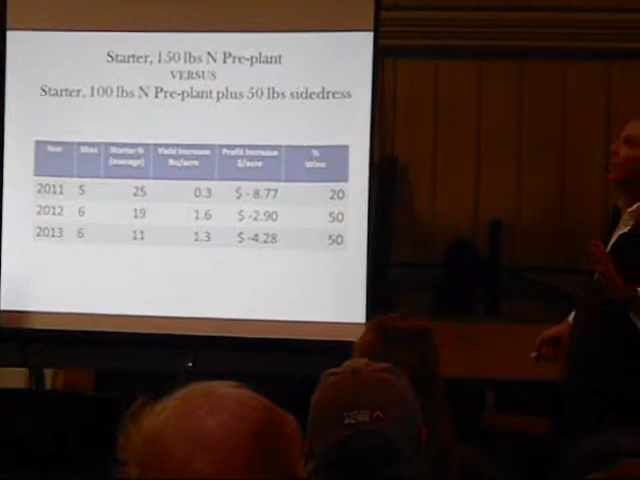 Starter, 150 lbs N Pre-plant
VERSUS
Starter, 100 lbs N Pre-plant plus 50 lbs sidedress
Year Sites Starter N (average) Yield Increase Bu/acre Profit Increase $/acre % Wins
2011 5 25 0.3 $ -8.77 20
2012 6 19 1.6 $ -2.90 50
2013 6 11 1.3 $ -4.28 50